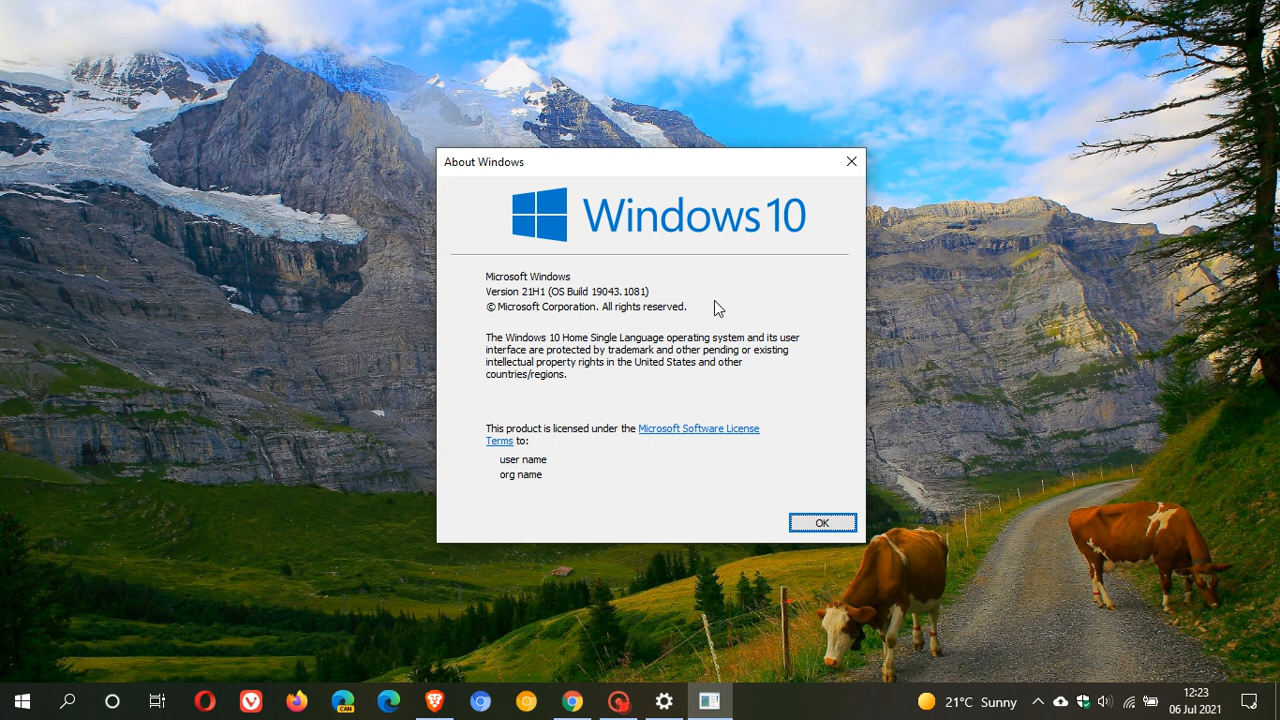 About Windows
Windows 10
Microsoft Windows
Version 21H1 (OS Build 19043.1081)
© Microsoft Corporation. All rights reserved.
The Windows 10 Home Single Language operating system and its user
interface are protected by trademark and other pending or existing
intellectual property rights in the United States and other
countries/regions.
This product is licensed under the Microsoft Software License
Terms to:
user name
org name
OK
CAN
21°C Sunny
12:23
06 Jul 2021